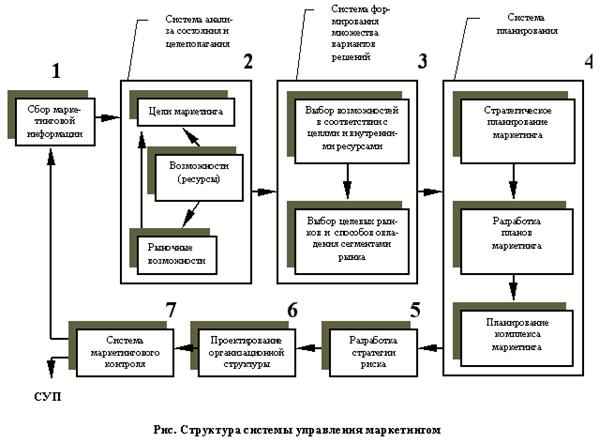 Система анали-
за состояния и
целеполагания
Система фор-
мирования
множества
вариантов
решений
Система
планирования
1
2
3
4
Сбор марке-
тинговой
информации
Цели маркетинга
Возможности
(ресурсы)
Рыночные
возможности
Выбор возможностей
в соответствии с
целями и внутренни-
ми ресурсами
Выбор целевых рын-
ков и способов овла-
дения сегментами
рынка
Стратегическое
планирование
маркетинга
Разработка
планов
маркетинга
Планирование
комплекса
маркетинга
7
6
5
Система
маркетингового
контроля
Проектирование
организационной
структуры
Разработка
стратегии
риска
СУП
Рис. Структура системы управления маркетингом